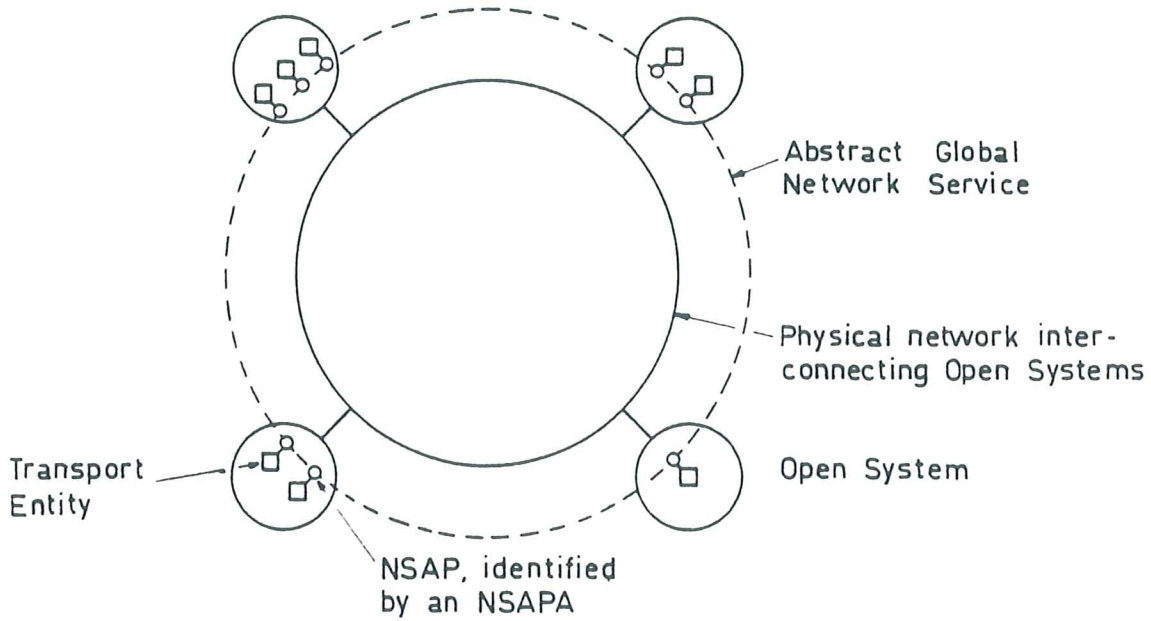 Abstract Global
Network Service
Physical network inter-
connecting Open Systems
Transport
Entity
Open System
NSAP, identified
by an NSAPA